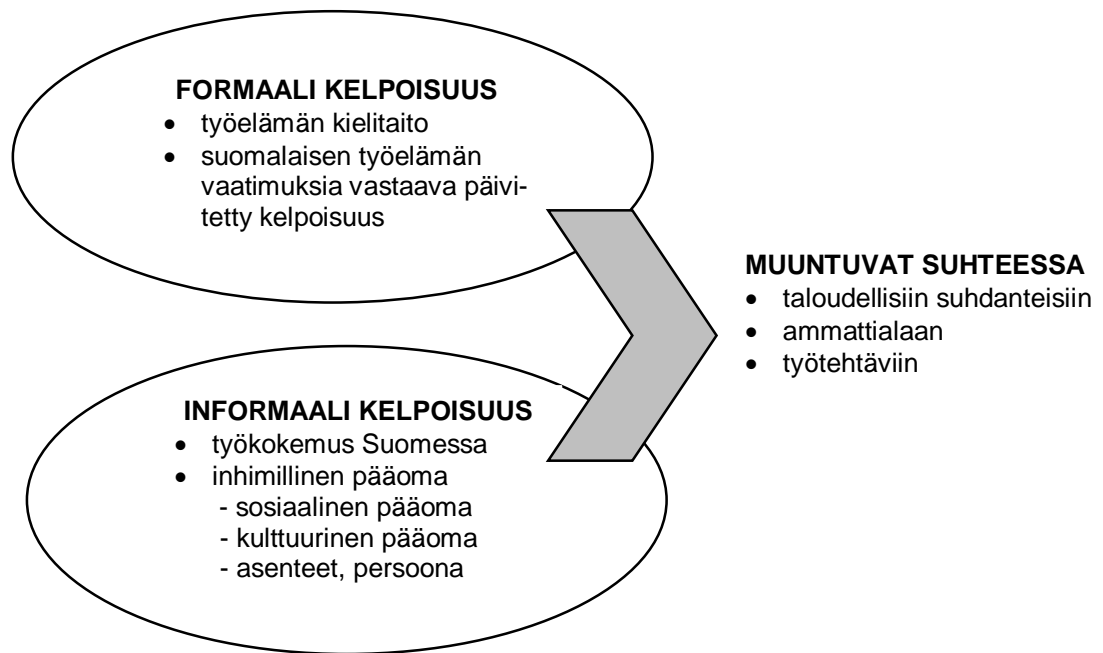 FORMAALI KELPOISUUS
• työelämän kielitaito
• suomalaisen työelämän
vaatimuksia vastaava päivi-
tetty kelpoisuus
MUUNTUVAT SUHTEESSA
• taloudellisiin suhdanteisiin
• ammattialaan
• työtehtäviin
INFORMAALI KELPOISUUS
• työkokemus Suomessa
• inhimillinen pääoma
- sosiaalinen pääoma
- kulttuurinen pääoma
- asenteet, persoona